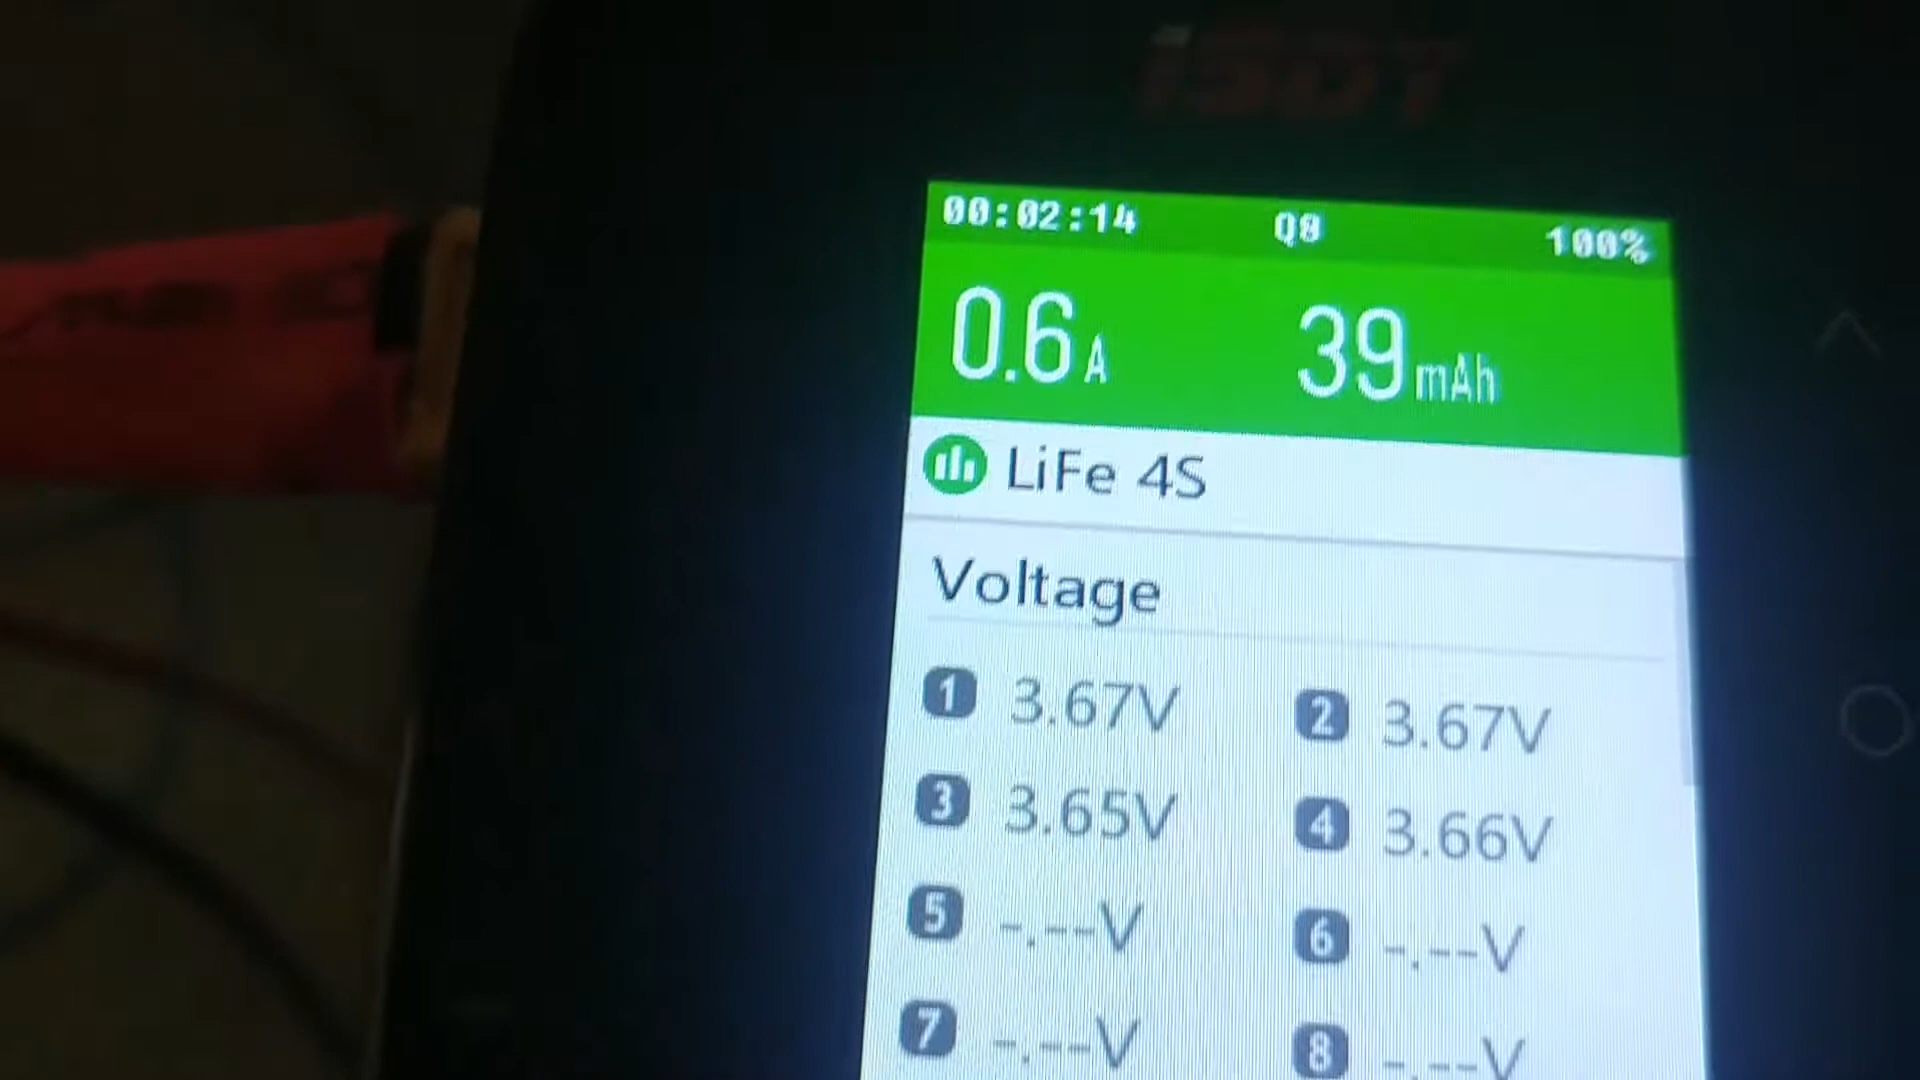 iSDT
00:02:14 Q8 100%
0.6A 39mAh
LiFe 4S
Voltage
1 3.67V 2 3.67V
3 3.65V 4 3.66V
5 -.--V 6 -.--V
7 -.--V 8 -.--V